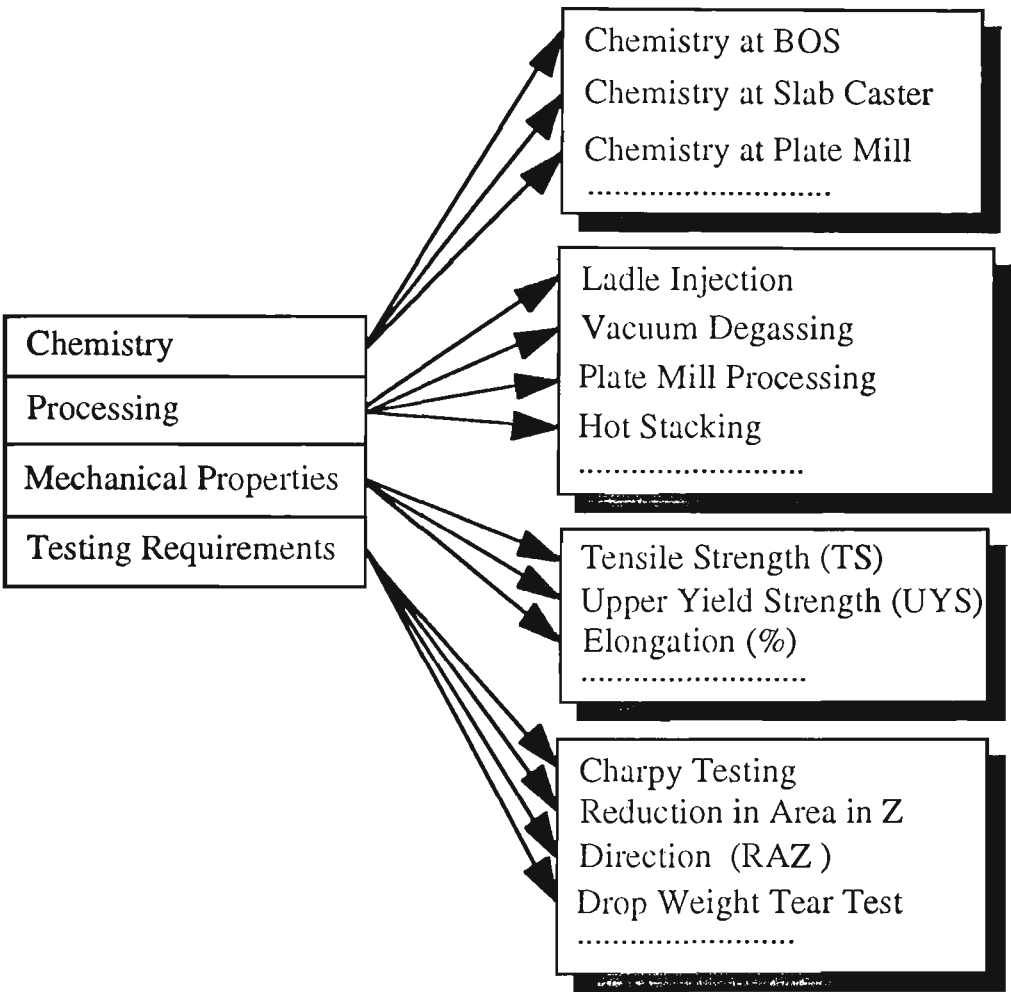 Chemistry
Processing
Mechanical Properties
Testing Requirements
Chemistry at BOS
Chemistry at Slab Caster
Chemistry at Plate Mill
............................
Ladle Injection
Vacuum Degassing
Plate Mill Processing
Hot Stacking
..........................
Tensile Strength (TS)
Upper Yield Strength (UYS)
Elongation (%)
..........................
Charpy Testing
Reduction in Area in Z
Direction (RAZ )
Drop Weight Tear Test
.........................